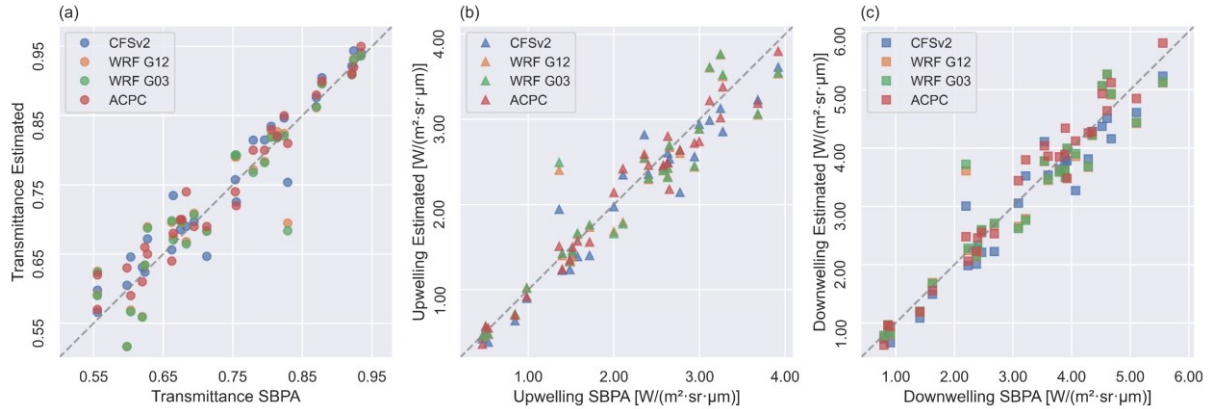 (a)
0.95
0.85
0.75
0.65
0.55
Transmittance Estimated
CFSv2
WRF G12
WRF G03
ACPC
0.55 0.65 0.75 0.85 0.95
Transmittance SBPA
(b)
4.00
3.00
2.00
1.00
Upwelling Estimated [W/(m²·sr·μm)]
CFSv2
WRF G12
WRF G03
ACPC
1.00 2.00 3.00 4.00
Upwelling SBPA [W/(m²·sr·μm)]
(c)
6.00
5.00
4.00
3.00
2.00
1.00
Downwelling Estimated [W/(m²·sr·μm)]
CFSv2
WRF G12
WRF G03
ACPC
1.00 2.00 3.00 4.00 5.00 6.00
Downwelling SBPA [W/(m²·sr·μm)]